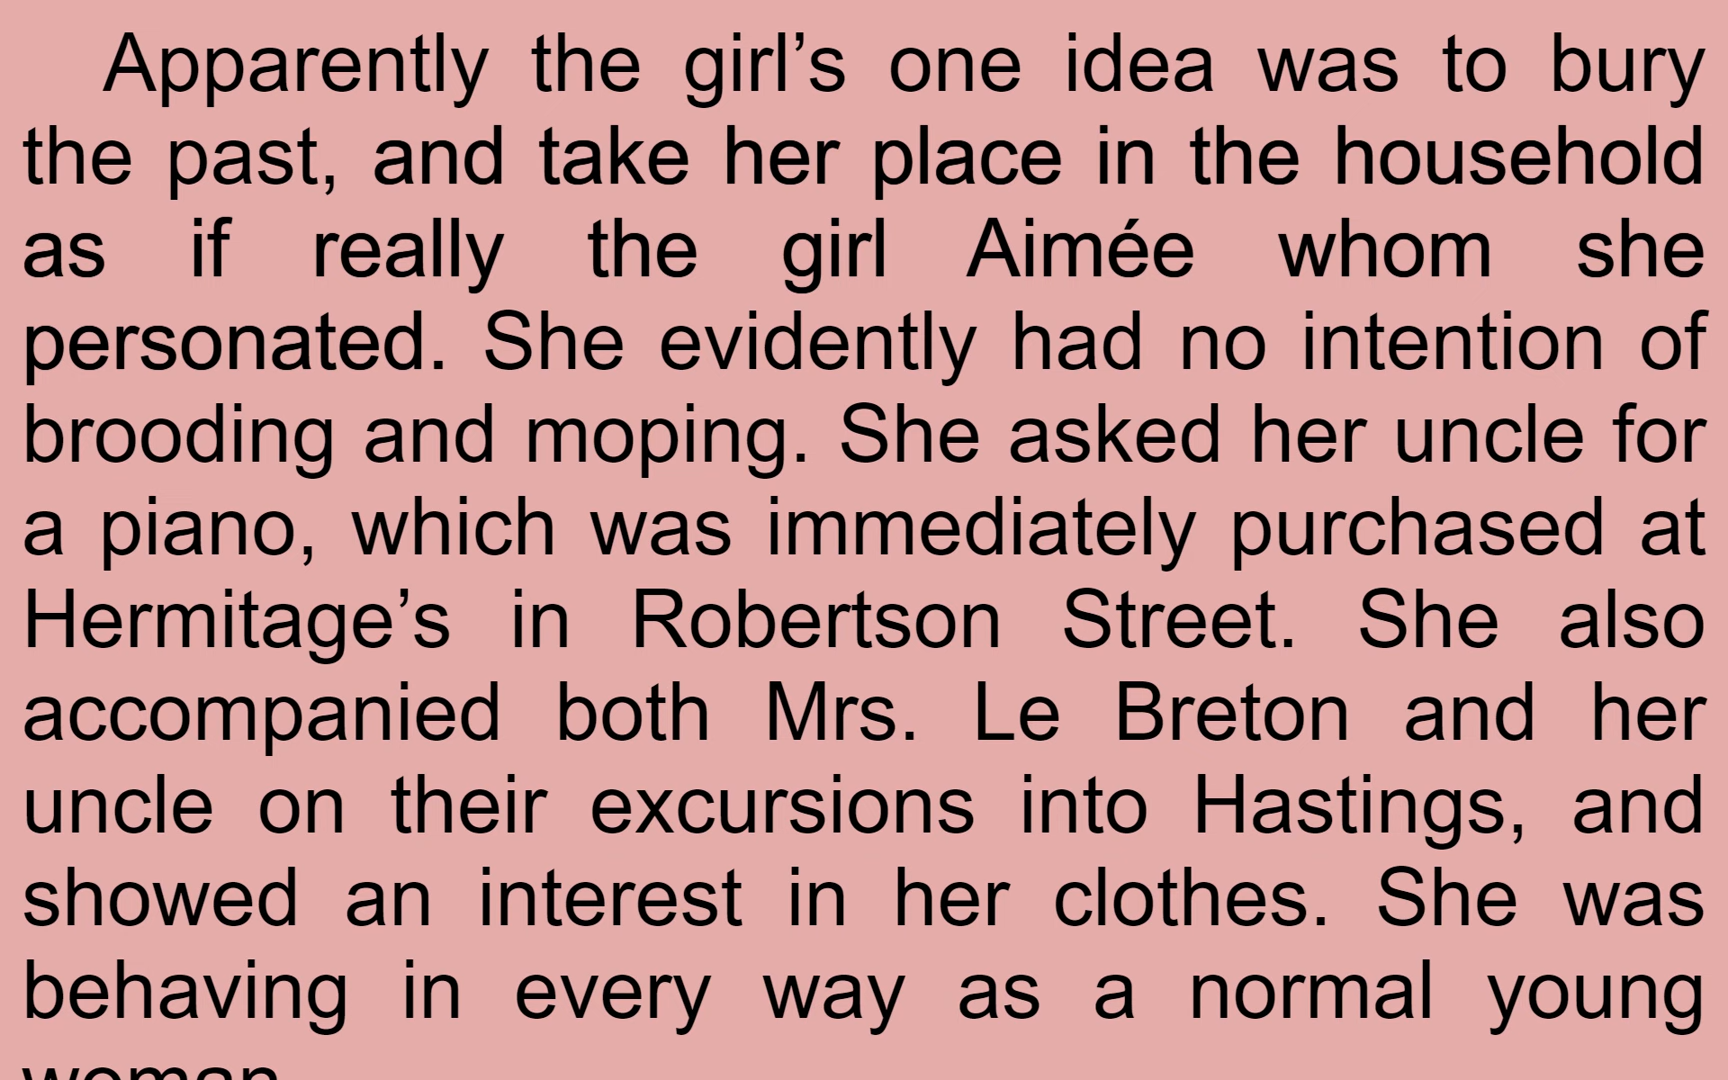 Apparently the girl’s one idea was to bury
the past, and take her place in the household
as if really the girl Aimée whom she
personated. She evidently had no intention of
brooding and moping. She asked her uncle for
a piano, which was immediately purchased at
Hermitage’s in Robertson Street. She also
accompanied both Mrs. Le Breton and her
uncle on their excursions into Hastings, and
showed an interest in her clothes. She was
behaving in every way as a normal young
woman